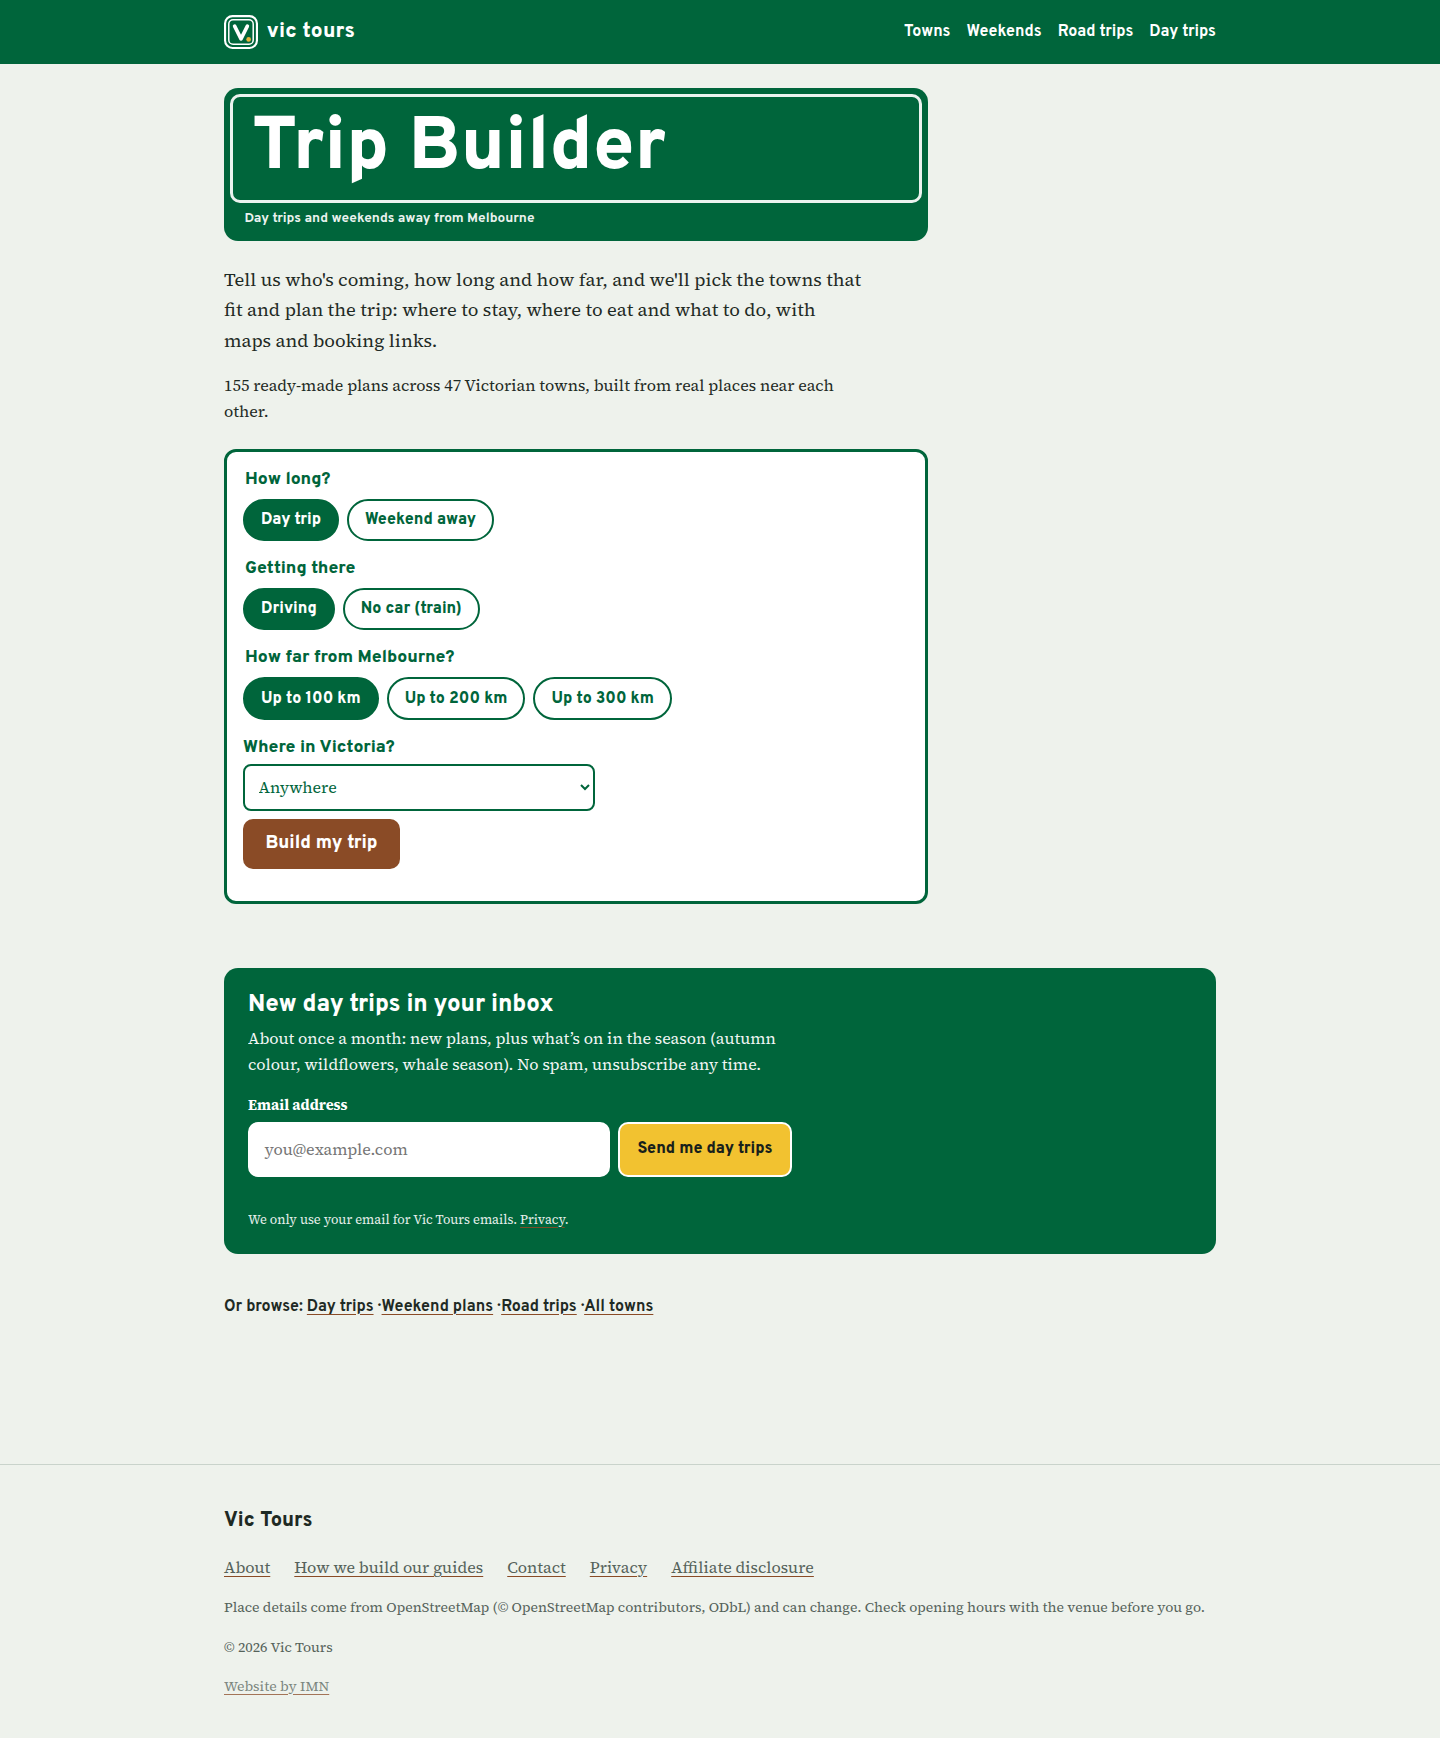 V vic tours
Towns Weekends Road trips Day trips
Trip Builder
Day trips and weekends away from Melbourne
Tell us who's coming, how long and how far, and we'll pick the towns that
fit and plan the trip: where to stay, where to eat and what to do, with
maps and booking links.
155 ready-made plans across 47 Victorian towns, built from real places near each
other.
How long?
Day trip Weekend away
Getting there
Driving No car (train)
How far from Melbourne?
Up to 100 km Up to 200 km Up to 300 km
Where in Victoria?
Anywhere
Build my trip
New day trips in your inbox
About once a month: new plans, plus what’s on in the season (autumn
colour, wildflowers, whale season). No spam, unsubscribe any time.
Email address
you@example.com Send me day trips
We only use your email for Vic Tours emails. Privacy.
Or browse: Day trips ·Weekend plans ·Road trips ·All towns
Vic Tours
About How we build our guides Contact Privacy Affiliate disclosure
Place details come from OpenStreetMap (© OpenStreetMap contributors, ODbL) and can change. Check opening hours with the venue before you go.
© 2026 Vic Tours
Website by IMN